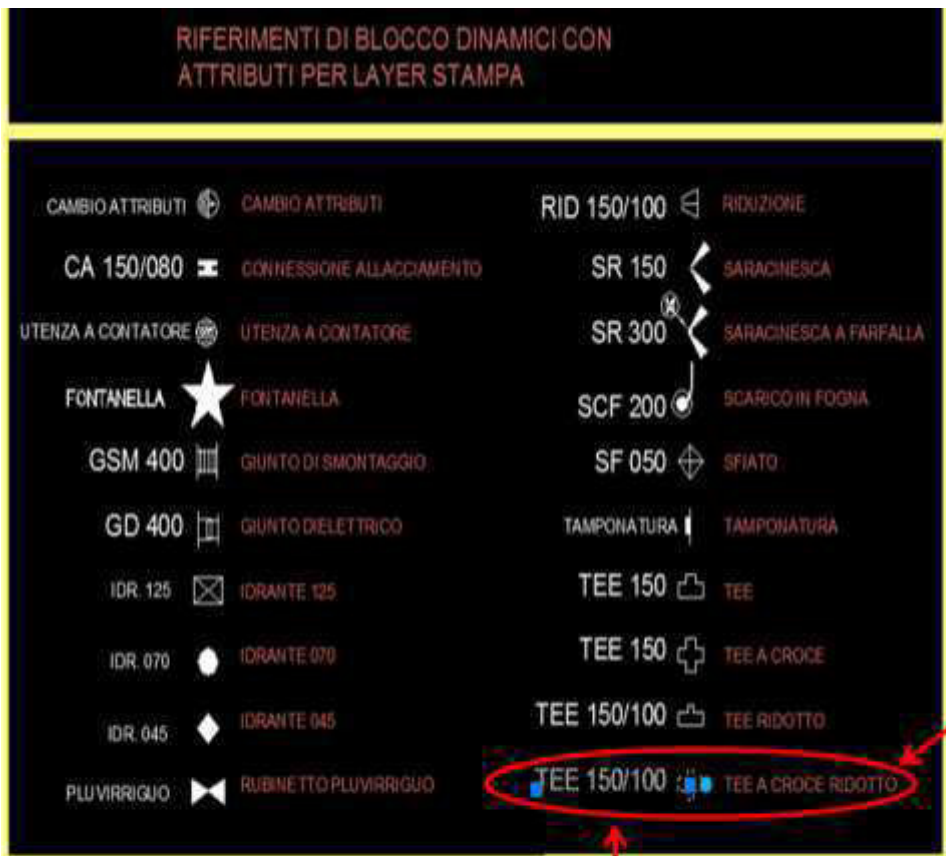 RIFERIMENTI DI BLOCCO DINAMICI CON
ATTRIBUTI PER LAYER STAMPA
CAMBIO ATTRIBUTI CAMBIO ATTRIBUTI
CA 150/080 CONNESSIONE ALLACCIAMENTO
UTENZA A CONTATORE UTENZA A CONTATORE
FONTANELLA FONTANELLA
GSM 400 GIUNTO DI SMONTAGGIO
GD 400 GIUNTO DIELETTRICO
IDR. 125 IDRANTE 125
IDR. 070 IDRANTE 070
IDR. 045 IDRANTE 045
PLUVIRRIGUO RUBINETTO PLUVIRRIGUO
RID 150/100 RIDUZIONE
SR 150 SARACINESCA
SR 300 SARACINESCA A FARFALLA
SCF 200 SCARICO IN FOGNA
SF 050 SFIATO
TAMPONATURA TAMPONATURA
TEE 150 TEE
TEE 150 TEE A CROCE
TEE 150/100 TEE RIDOTTO
TEE 150/100 TEE A CROCE RIDOTTO